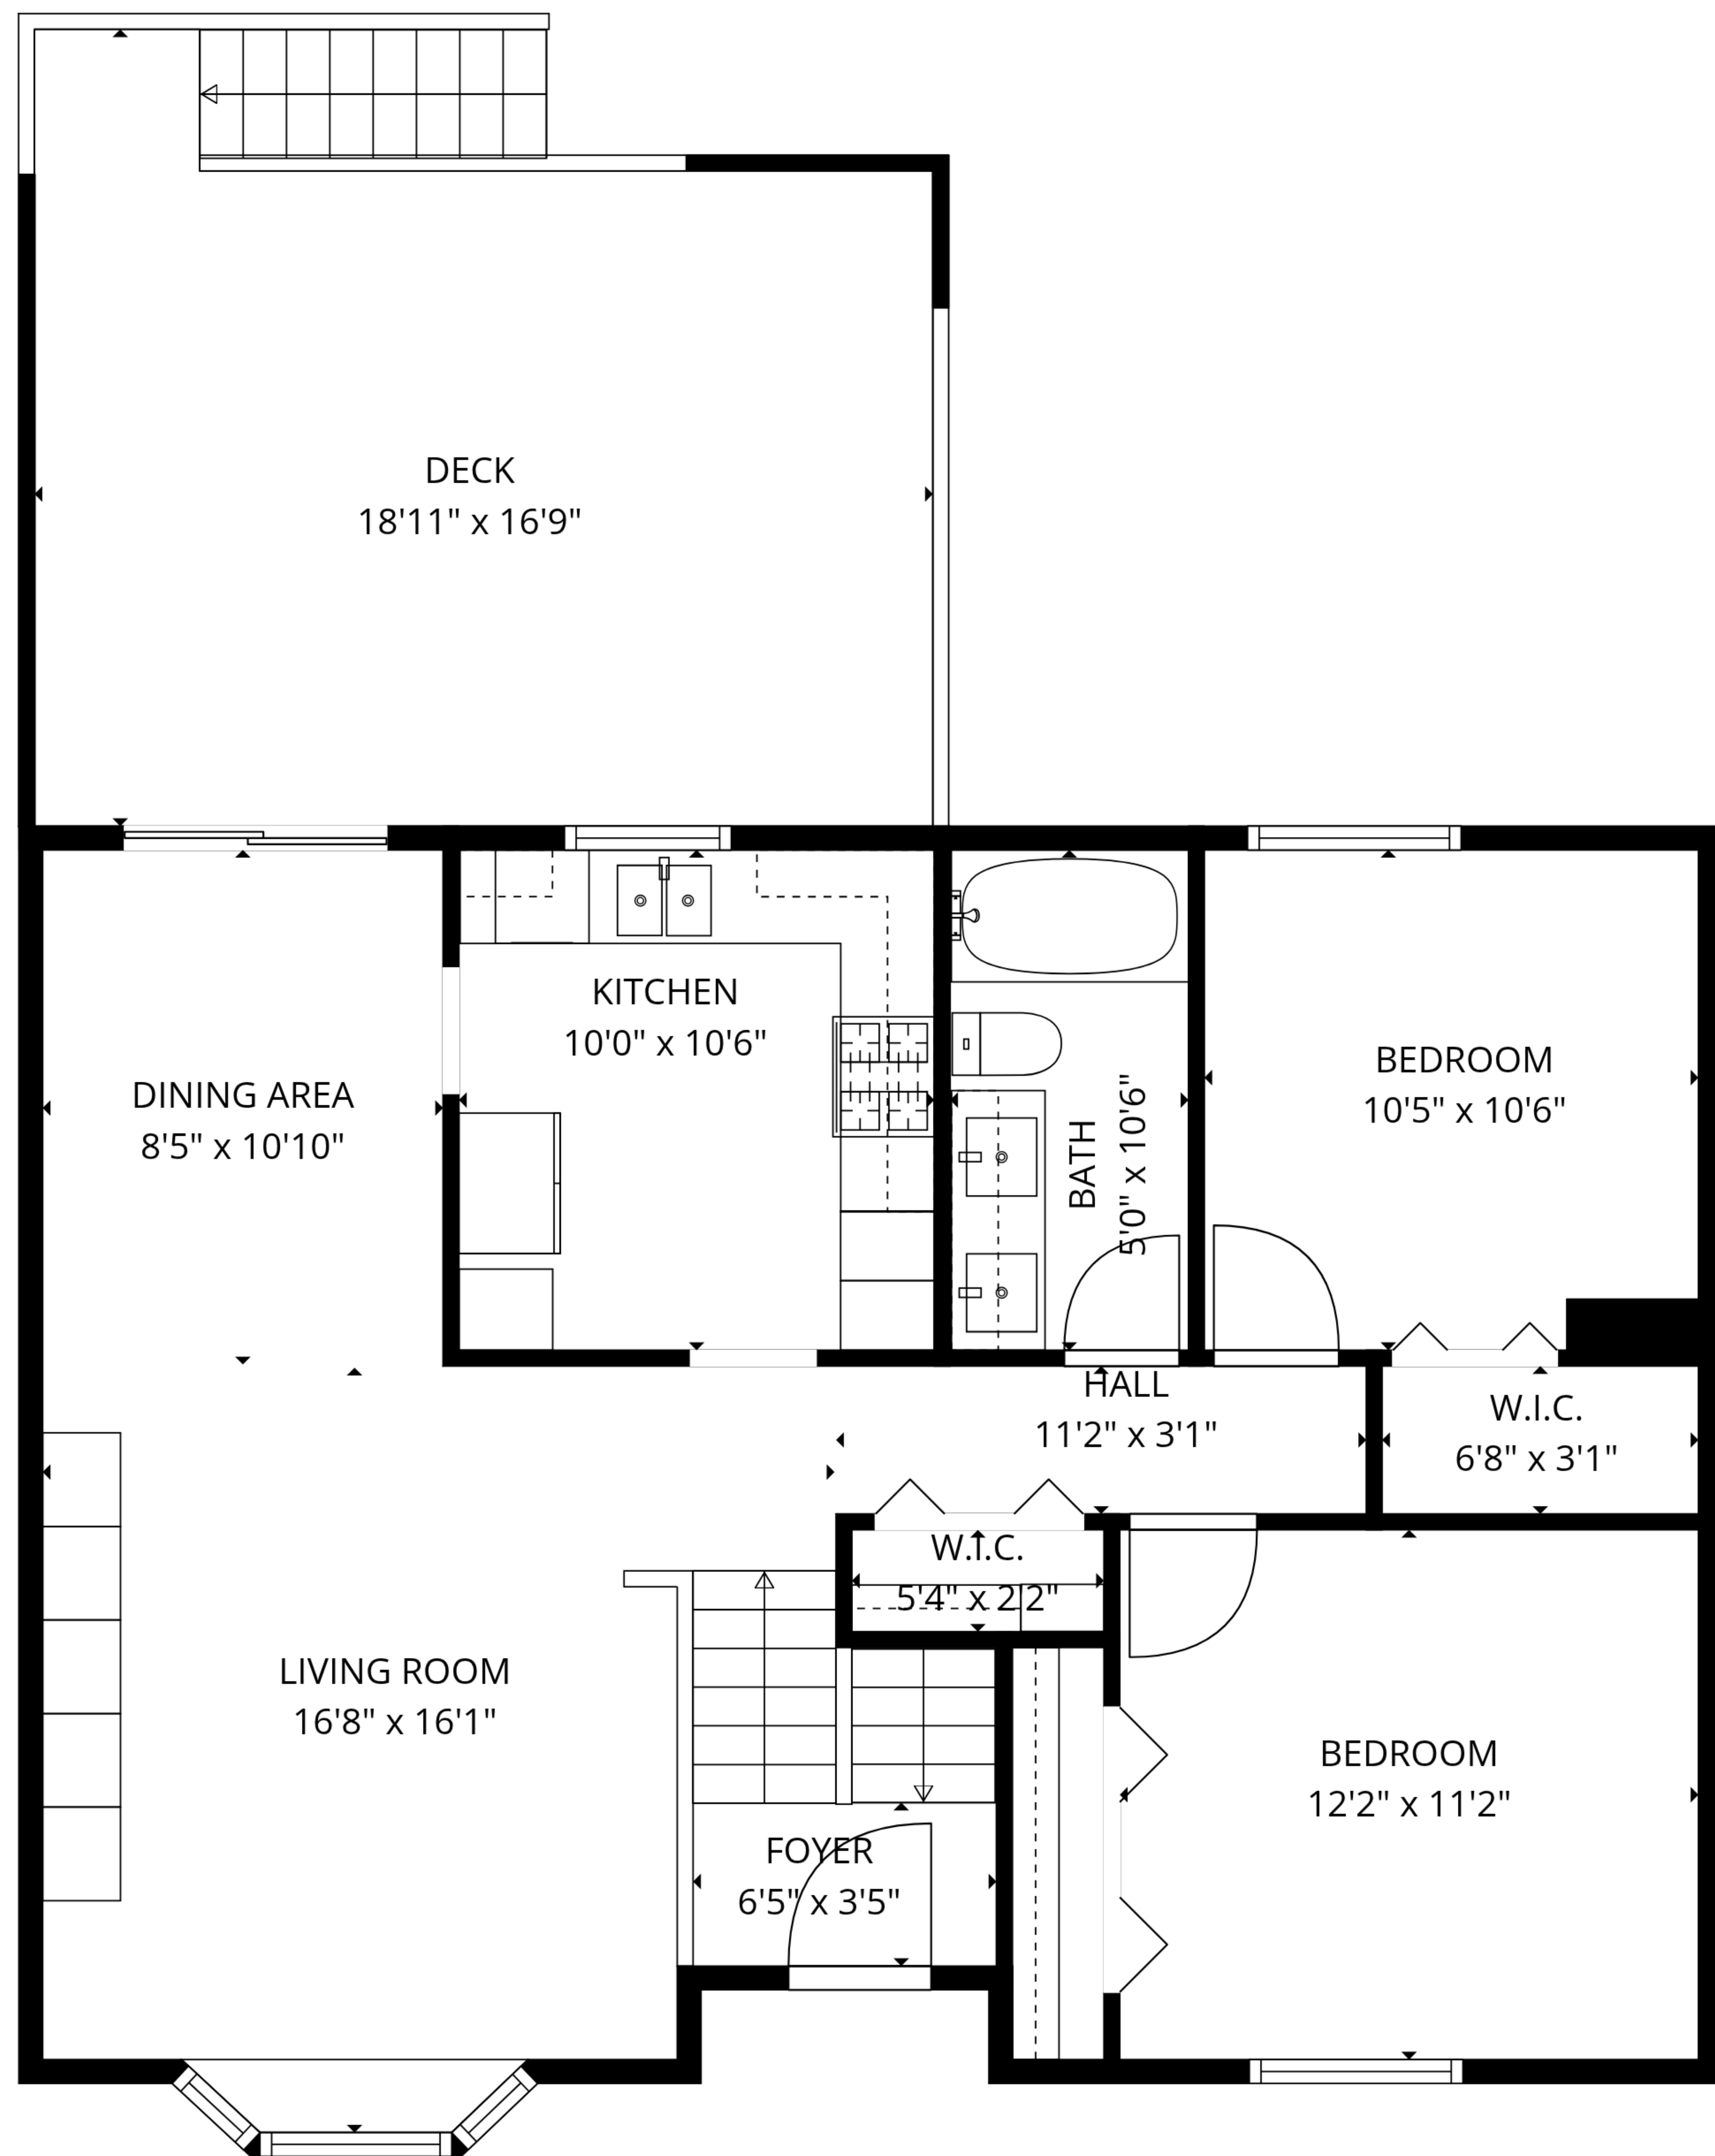 DECK
18'11" x 16'9"
KITCHEN
10'0" x 10'6"
DINING AREA
8'5" x 10'10"
BATH
5'0" x 10'6"
BEDROOM
10'5" x 10'6"
HALL
11'2" x 3'1"
W.I.C.
6'8" x 3'1"
W.I.C.
5'4" x 2'2"
LIVING ROOM
16'8" x 16'1"
BEDROOM
12'2" x 11'2"
FOYER
6'5" x 3'5"